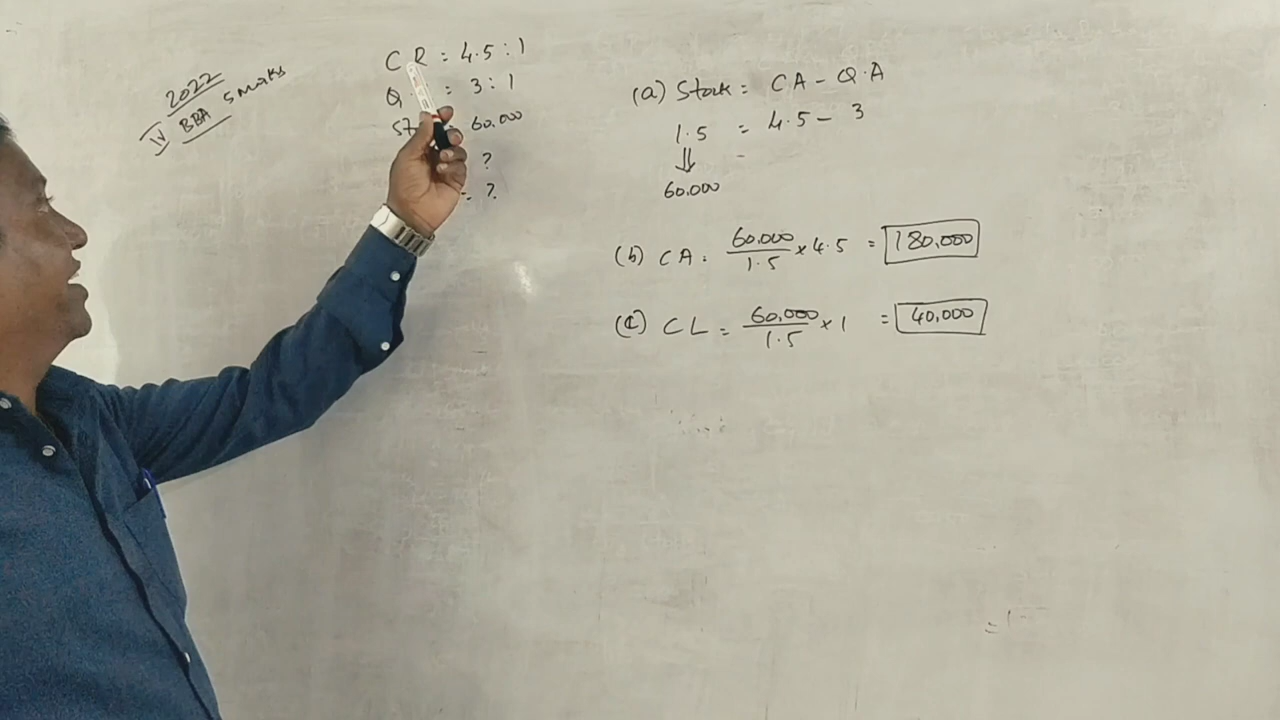 2022
IV BBA 5 Marks
CR = 4.5 : 1
Q = 3 : 1
St 60.000
?
= ?
(a) Stock = CA - Q.A
1.5 = 4.5 - 3
⇓
60.000
(b) CA = 60.000/1.5 × 4.5 = 180,000
(c) CL = 60.000/1.5 × 1 = 40,000